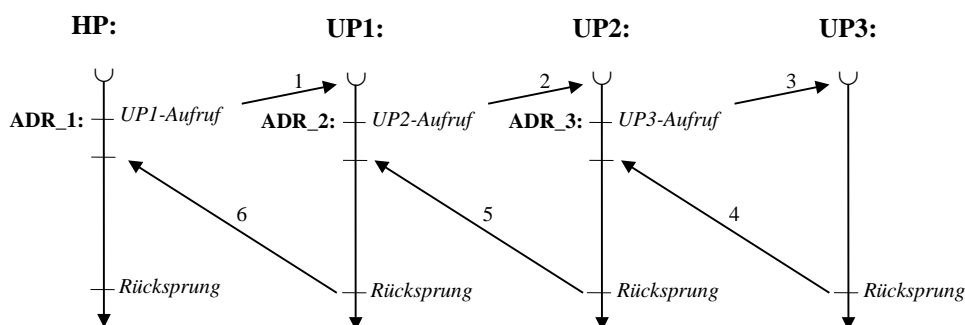 HP: UP1: UP2: UP3:
1 2 3
ADR_1: UP1-Aufruf ADR_2: UP2-Aufruf ADR_3: UP3-Aufruf
6 5 4
Rücksprung Rücksprung Rücksprung Rücksprung